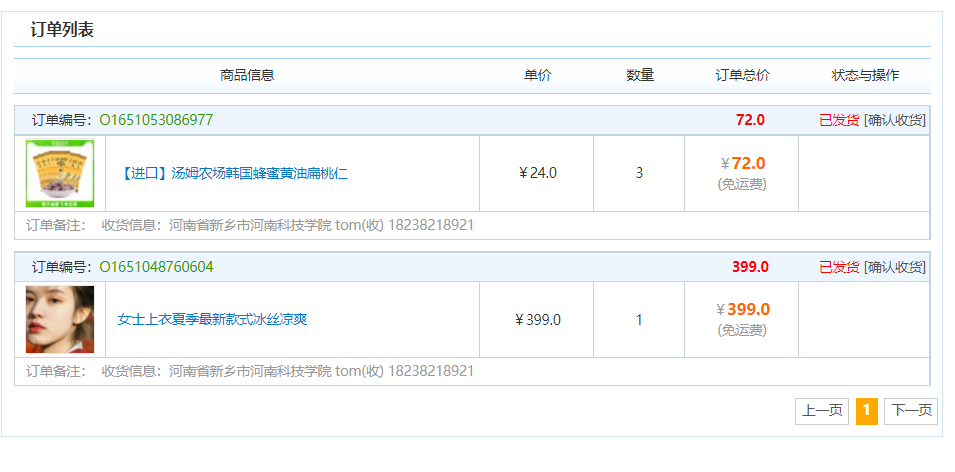 订单列表
商品信息 单价 数量 订单总价 状态与操作
订单编号：O1651053086977 72.0 已发货 [确认收货]
【进口】汤姆农场韩国蜂蜜黄油扁桃仁 ￥24.0 3 ￥72.0
(免运费)
订单备注： 收货信息：河南省新乡市河南科技学院 tom(收) 18238218921
订单编号：O1651048760604 399.0 已发货 [确认收货]
女士上衣夏季最新款式冰丝凉爽 ￥399.0 1 ￥399.0
(免运费)
订单备注： 收货信息：河南省新乡市河南科技学院 tom(收) 18238218921
上一页 1 下一页